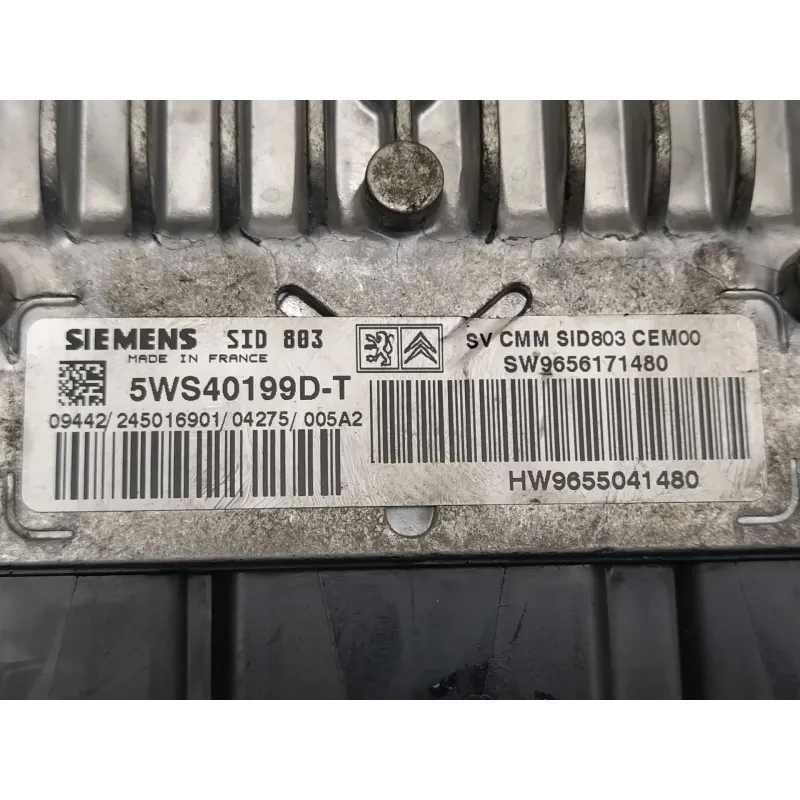 SIEMENS SID 803
MADE IN FRANCE
5WS40199D-T
09442/245016901/04275/005A2
SV CMM SID803 CEM00
SW9656171480
HW9655041480